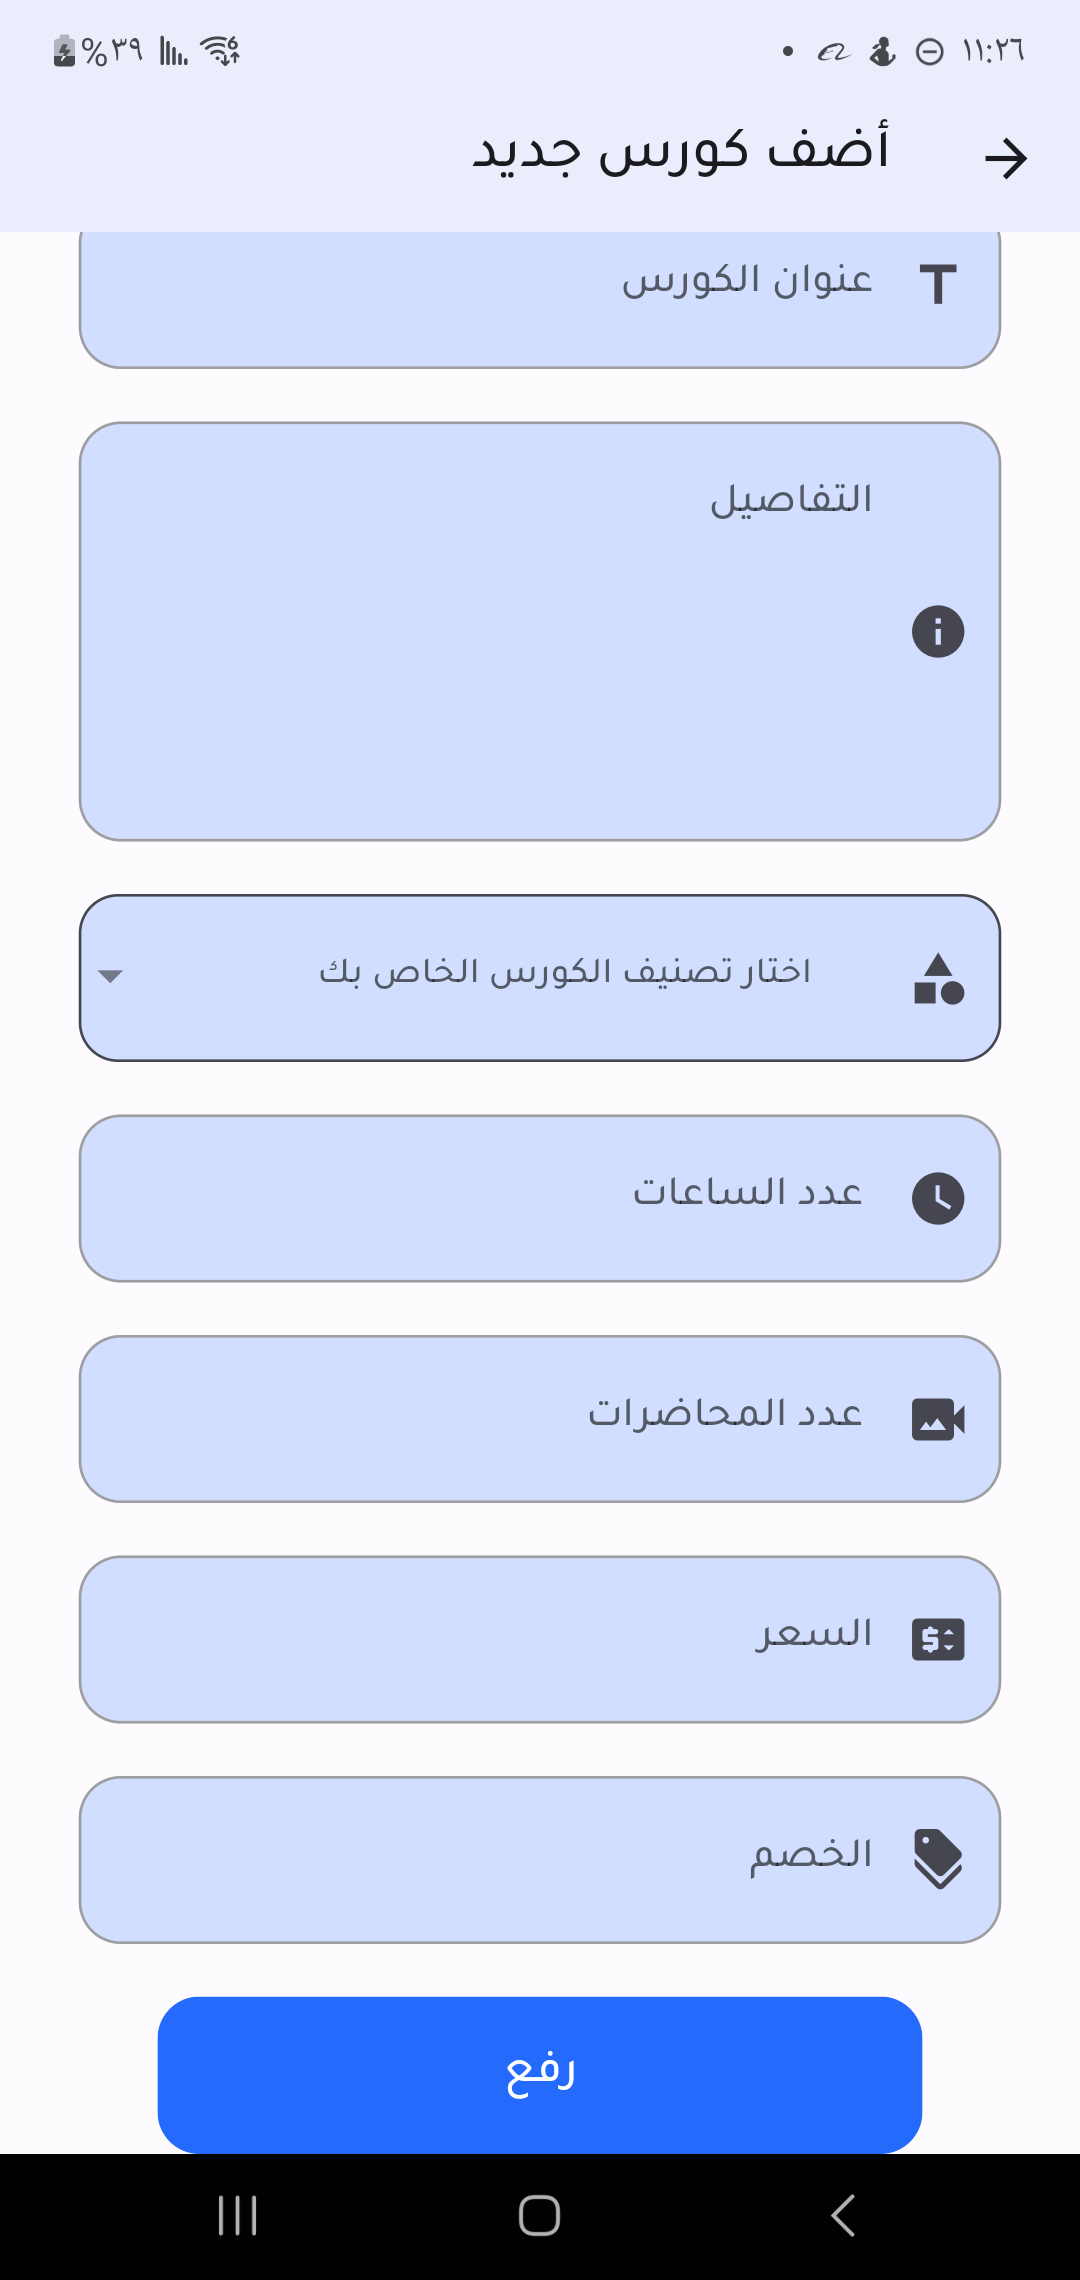 ١١:٢٦ %٣٩
أضف كورس جديد
عنوان الكورس
التفاصيل
اختار تصنيف الكورس الخاص بك
عدد الساعات
عدد المحاضرات
السعر
الخصم
رفع